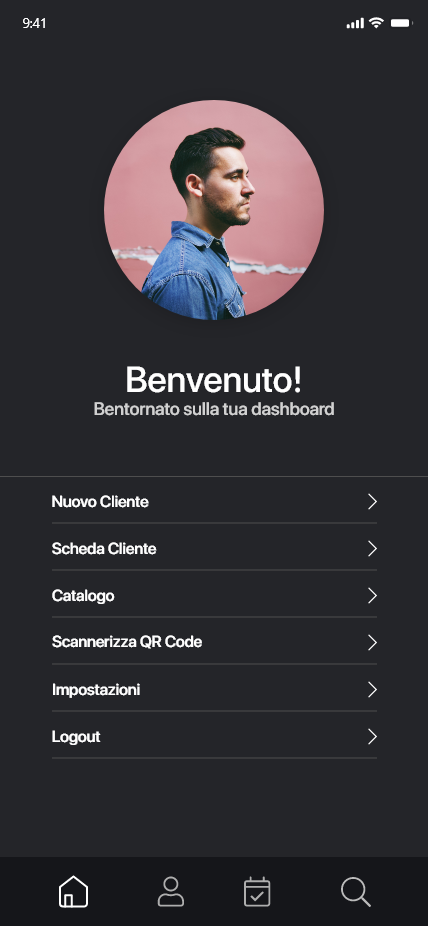 9:41
Benvenuto!
Bentornato sulla tua dashboard
Nuovo Cliente
Scheda Cliente
Catalogo
Scannerizza QR Code
Impostazioni
Logout